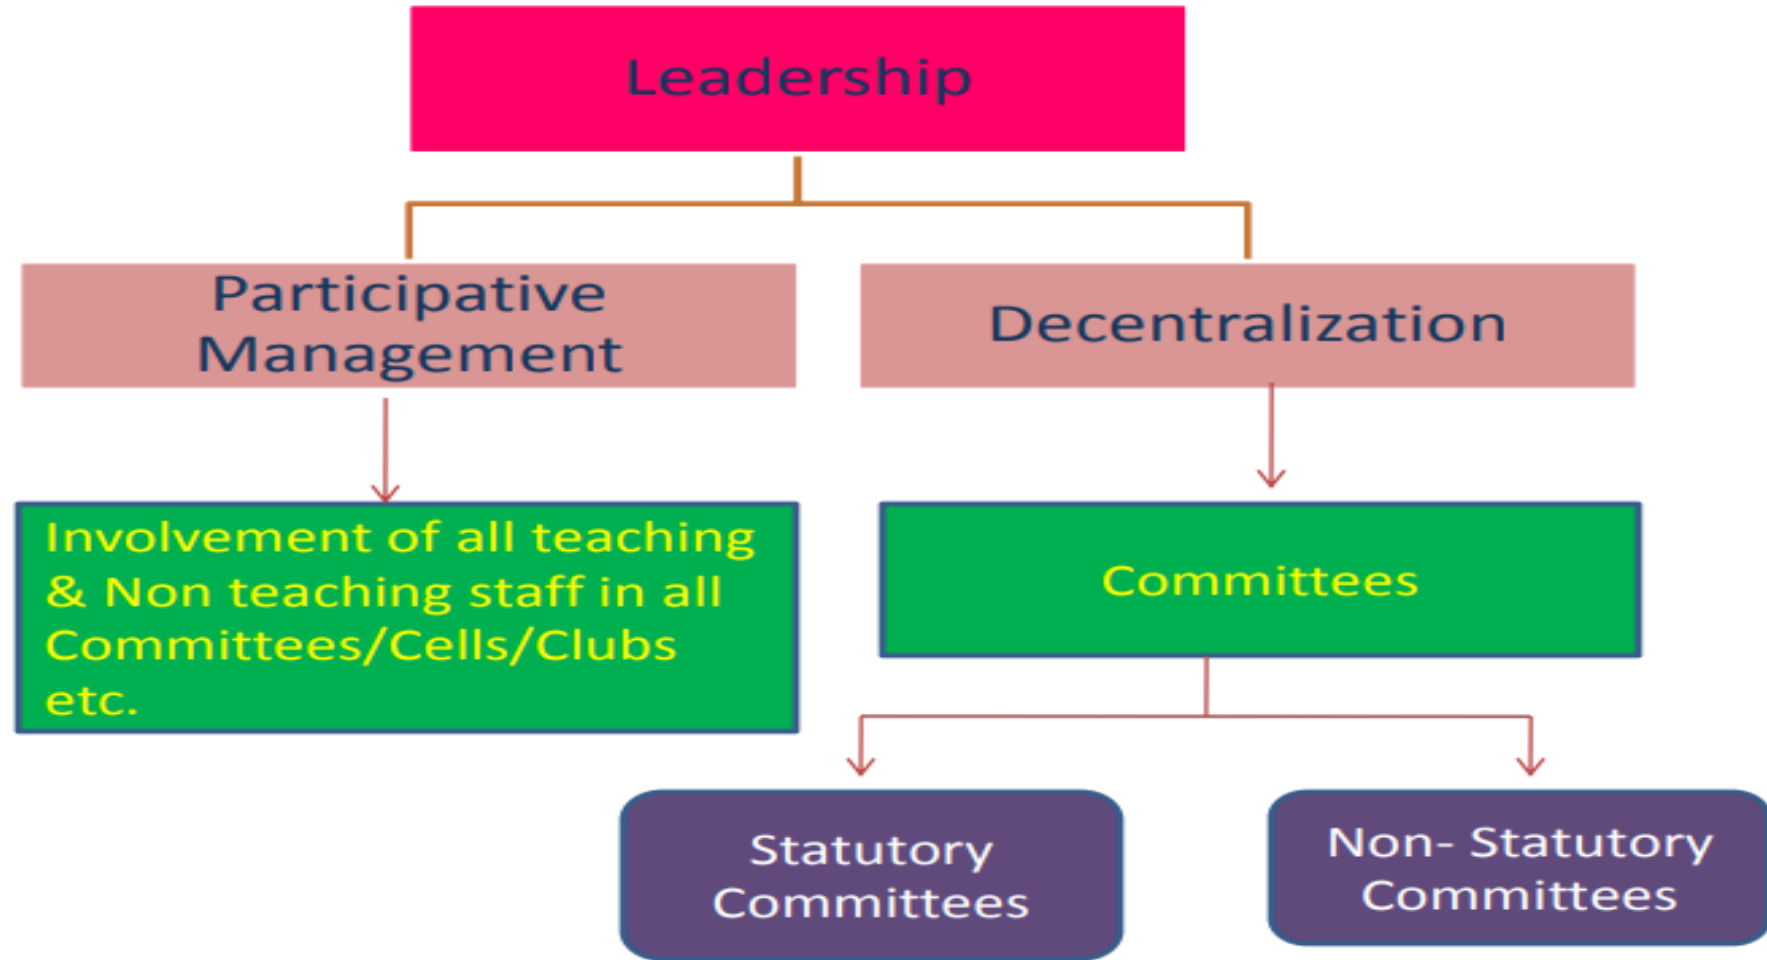 Leadership
Participative
Management
Decentralization
Involvement of all teaching
& Non teaching staff in all
Committees/Cells/Clubs
etc.
Committees
Statutory
Committees
Non- Statutory
Committees